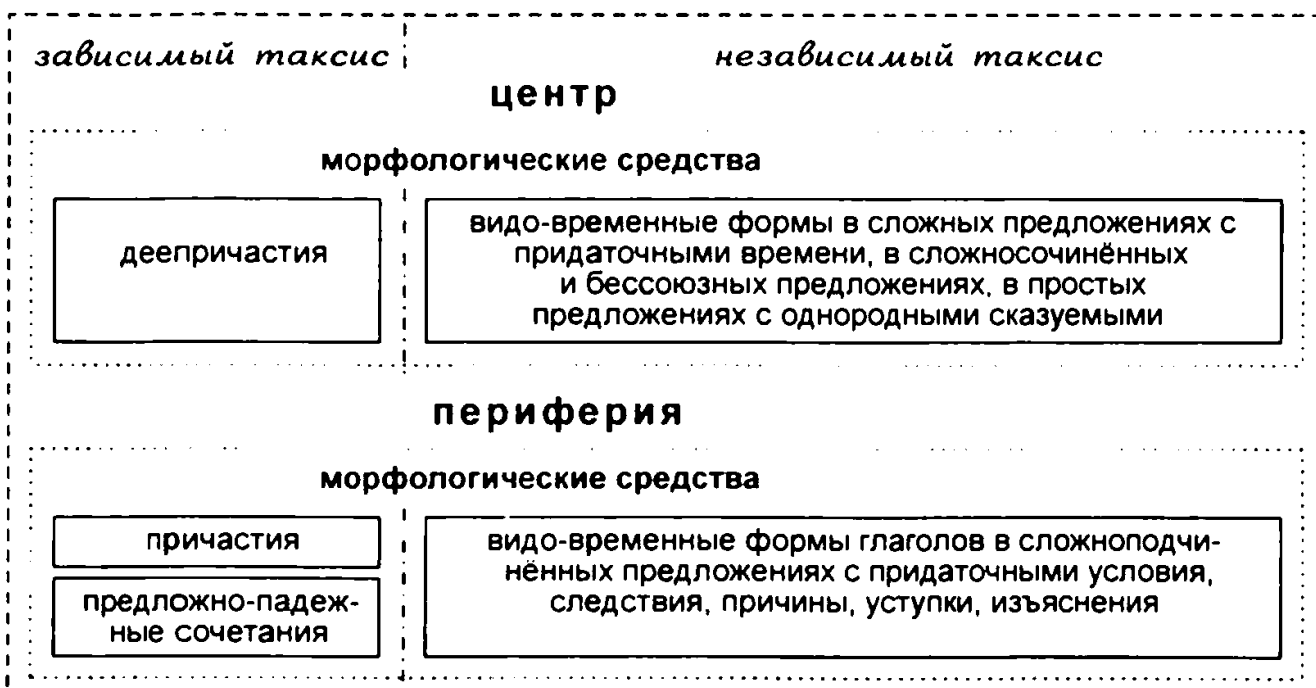 зависимый таксис
независимый таксис
центр
морфологические средства
деепричастия
видо-временные формы в сложных предложениях с
придаточными времени, в сложносочинённых
и бессоюзных предложениях, в простых
предложениях с однородными сказуемыми
периферия
морфологические средства
причастия
предложно-падеж-
ные сочетания
видо-временные формы глаголов в сложноподчи-
нённых предложениях с придаточными условия,
следствия, причины, уступки, изъяснения